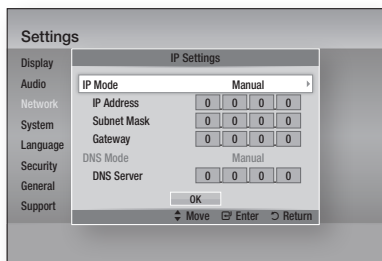 Settings
Display
Audio
Network
System
Language
Security
General
Support
IP Settings
IP Mode Manual
IP Address 0 . 0 . 0 . 0
Subnet Mask 0 . 0 . 0 . 0
Gateway 0 . 0 . 0 . 0
DNS Mode Manual
DNS Server 0 . 0 . 0 . 0
OK
Move Enter Return